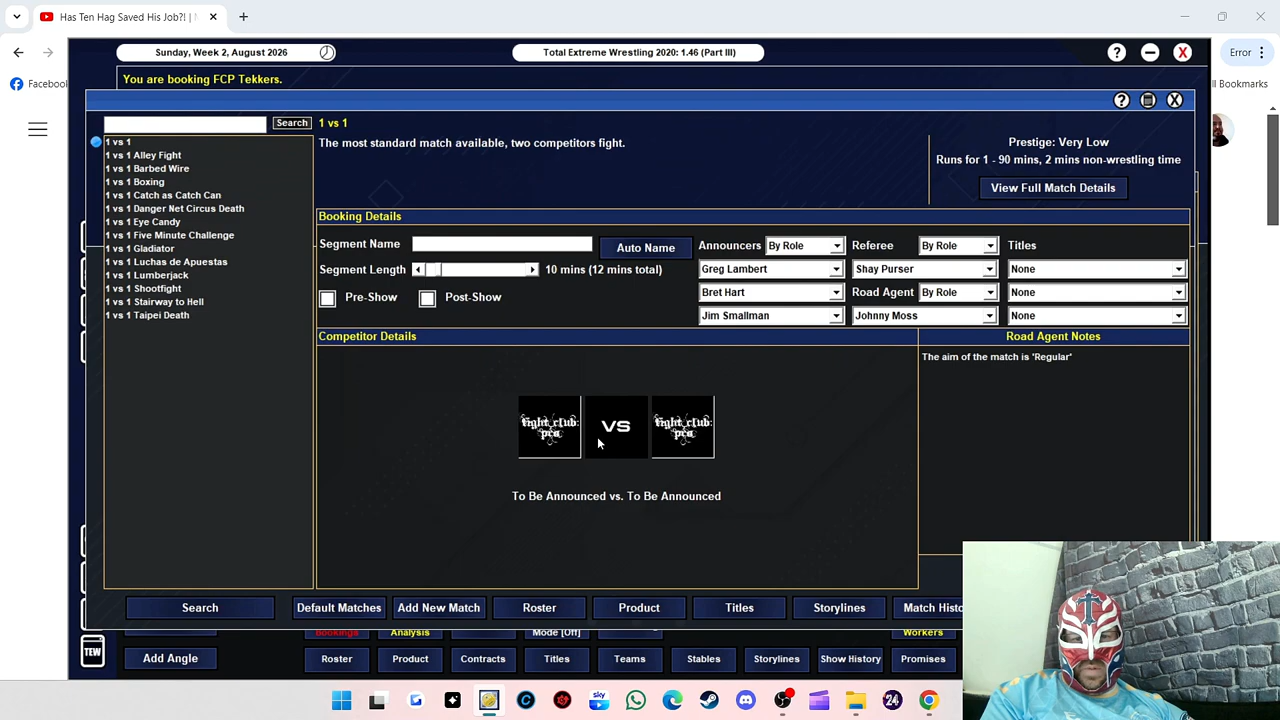 Has Ten Hag Saved His Job?! |
Error
Facebook
ll Bookmarks
Sunday, Week 2, August 2026
Total Extreme Wrestling 2020: 1.46 (Part III)
You are booking FCP Tekkers.
Search
1 vs 1
1 vs 1
1 vs 1 Alley Fight
1 vs 1 Barbed Wire
1 vs 1 Boxing
1 vs 1 Catch as Catch Can
1 vs 1 Danger Net Circus Death
1 vs 1 Eye Candy
1 vs 1 Five Minute Challenge
1 vs 1 Gladiator
1 vs 1 Luchas de Apuestas
1 vs 1 Lumberjack
1 vs 1 Shootfight
1 vs 1 Stairway to Hell
1 vs 1 Taipei Death
The most standard match available, two competitors fight.
Prestige: Very Low
Runs for 1 - 90 mins, 2 mins non-wrestling time
View Full Match Details
Booking Details
Segment Name
Auto Name
Announcers By Role Referee By Role Titles
Segment Length 10 mins (12 mins total)
Greg Lambert Shay Purser None
Pre-Show Post-Show
Bret Hart Road Agent By Role None
Jim Smallman Johnny Moss None
Competitor Details
Road Agent Notes
The aim of the match is 'Regular'
fight club: pro VS fight club: pro
To Be Announced vs. To Be Announced
Search Default Matches Add New Match Roster Product Titles Storylines Match Histo
Bookings Analysis Mode [Off] Workers
TEW
Add Angle Roster Product Contracts Titles Teams Stables Storylines Show History Promises
sky
24